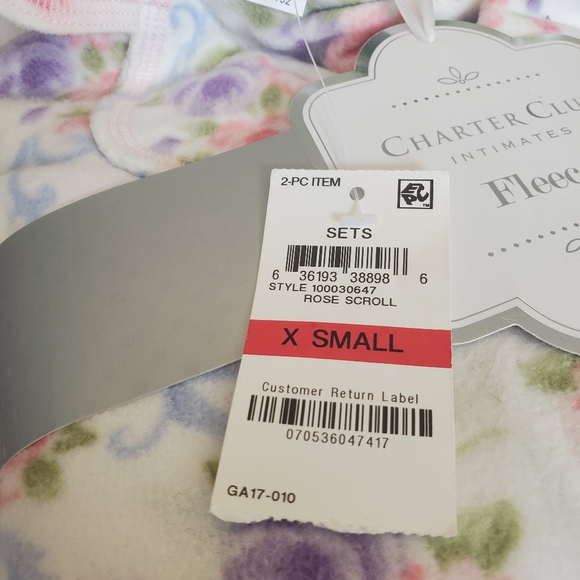 CHARTER CLU
INTIMATES
Fleec
2-PC ITEM
EPC
SETS
6 36193 38898 6
STYLE 100030647
ROSE SCROLL
X SMALL
Customer Return Label
070536047417
GA17-010